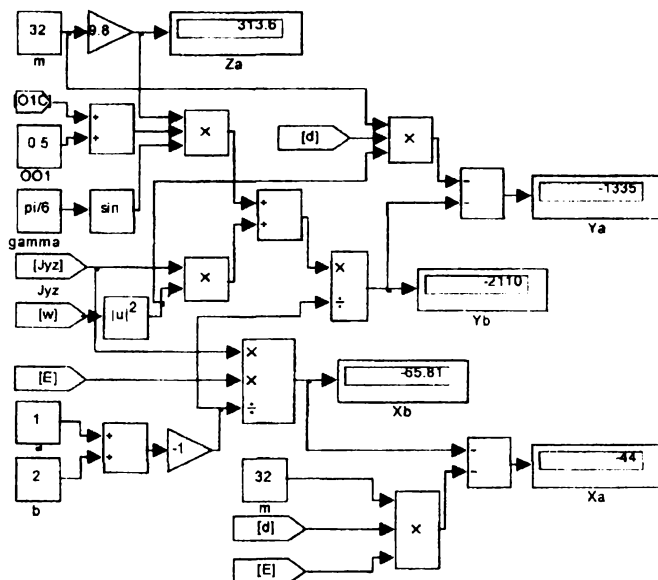 32
m
9.8
313.6
Za
[O1C]
+
+
0.5
OO1
×
[d]
×
pi/6
gamma
sin
+
+
-
-
-1335
Ya
[Jyz]
Jyz
×
×
÷
-2110
Yb
[w]
|u|²
[E]
×
×
÷
-65.81
Xb
1
a
2
b
+
+
-1
-
-
-44
Xa
32
m
[d]
[E]
×